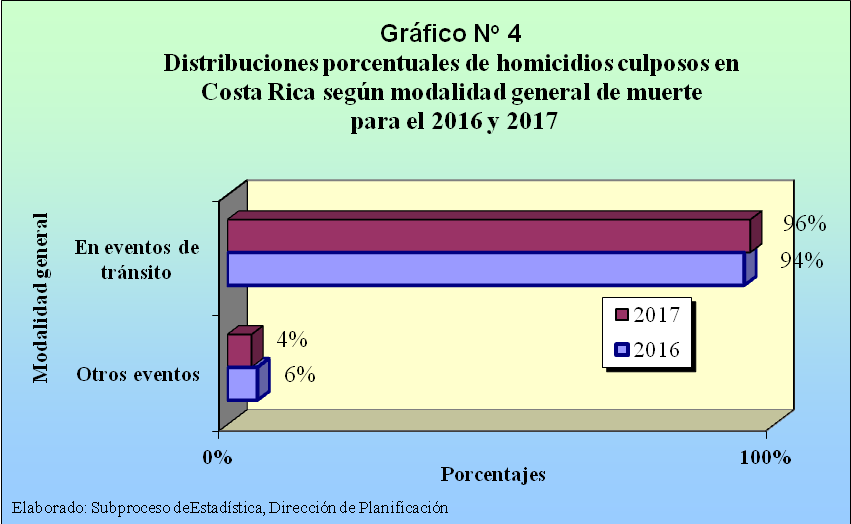 Gráfico Nº 4
Distribuciones porcentuales de homicidios culposos en
Costa Rica según modalidad general de muerte
para el 2016 y 2017
Modalidad general
En eventos de
tránsito
96%
94%
Otros eventos
4%
6%
2017
2016
0%
100%
Porcentajes
Elaborado: Subproceso deEstadística, Dirección de Planificación